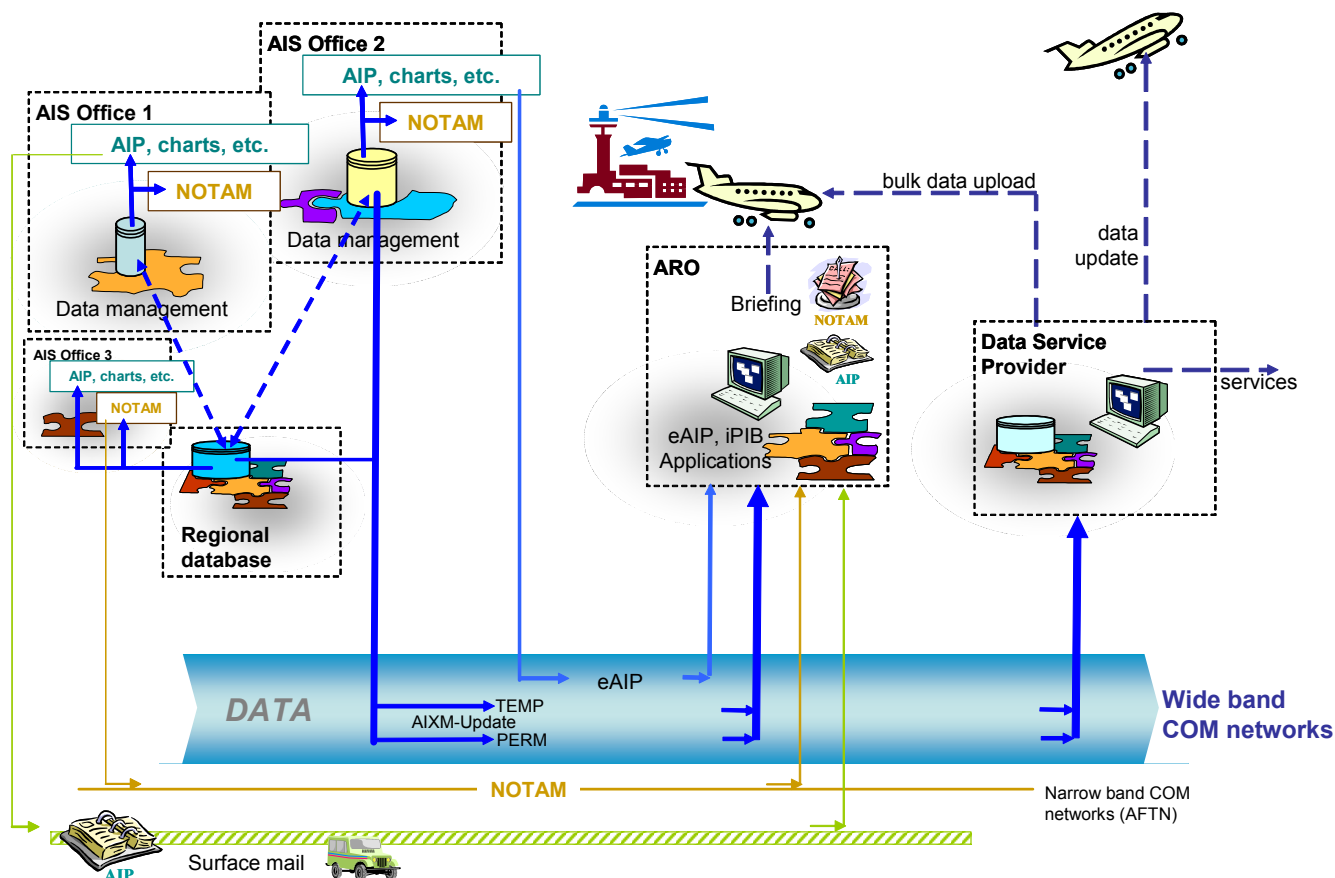 AIS Office 2
AIP, charts, etc.
NOTAM
Data management
AIS Office 1
AIP, charts, etc.
NOTAM
Data management
AIS Office 3
AIP, charts, etc.
NOTAM
Regional
database
bulk data upload
data
update
ARO
Briefing
NOTAM
AIP
eAIP, iPIB
Applications
Data Service
Provider
services
DATA
eAIP
TEMP
AIXM-Update
PERM
Wide band
COM networks
NOTAM
Narrow band COM
networks (AFTN)
AIP
Surface mail